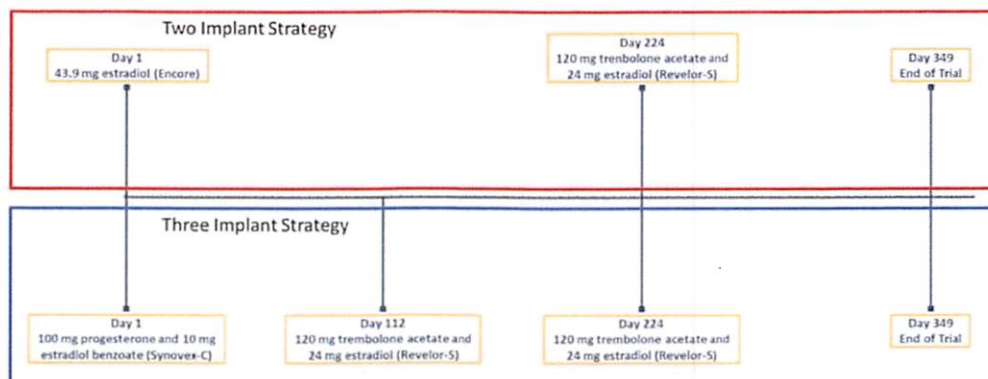 Two Implant Strategy
Day 1
43.9 mg estradiol (Encore)
Day 224
120 mg trenbolone acetate and
24 mg estradiol (Revelor-S)
Day 349
End of Trial
Three Implant Strategy
Day 1
100 mg progesterone and 10 mg
estradiol benzoate (Synovex-C)
Day 112
120 mg trembolone acetate and
24 mg estradiol (Revelor-S)
Day 224
120 mg trembolone acetate and
24 mg estradiol (Revelor-S)
Day 349
End of Trial